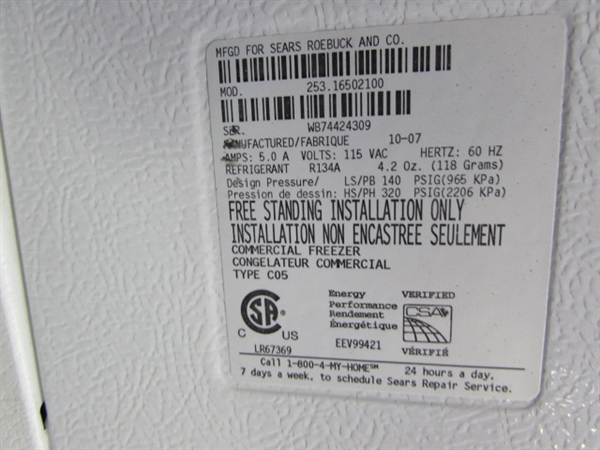 MFGD FOR SEARS ROEBUCK AND CO.
MOD. 253.16502100
SER. WB74424309
MANUFACTURED/FABRIQUE 10-07
AMPS: 5.0 A VOLTS: 115 VAC HERTZ: 60 HZ
REFRIGERANT R134A 4.2 Oz. (118 Grams)
Design Pressure/ LS/PB 140 PSIG(965 KPa)
Pression de dessin: HS/PH 320 PSIG(2206 KPa)
FREE STANDING INSTALLATION ONLY
INSTALLATION NON ENCASTREE SEULEMENT
COMMERCIAL FREEZER
CONGELATEUR COMMERCIAL
TYPE C05
SA
C US
LR67369
Energy VERIFIED
Performance
Rendement CSA
Énergétique
EEV99421 VÉRIFIÉ
Call 1-800-4-MY-HOME℠ 24 hours a day,
7 days a week, to schedule Sears Repair Service.